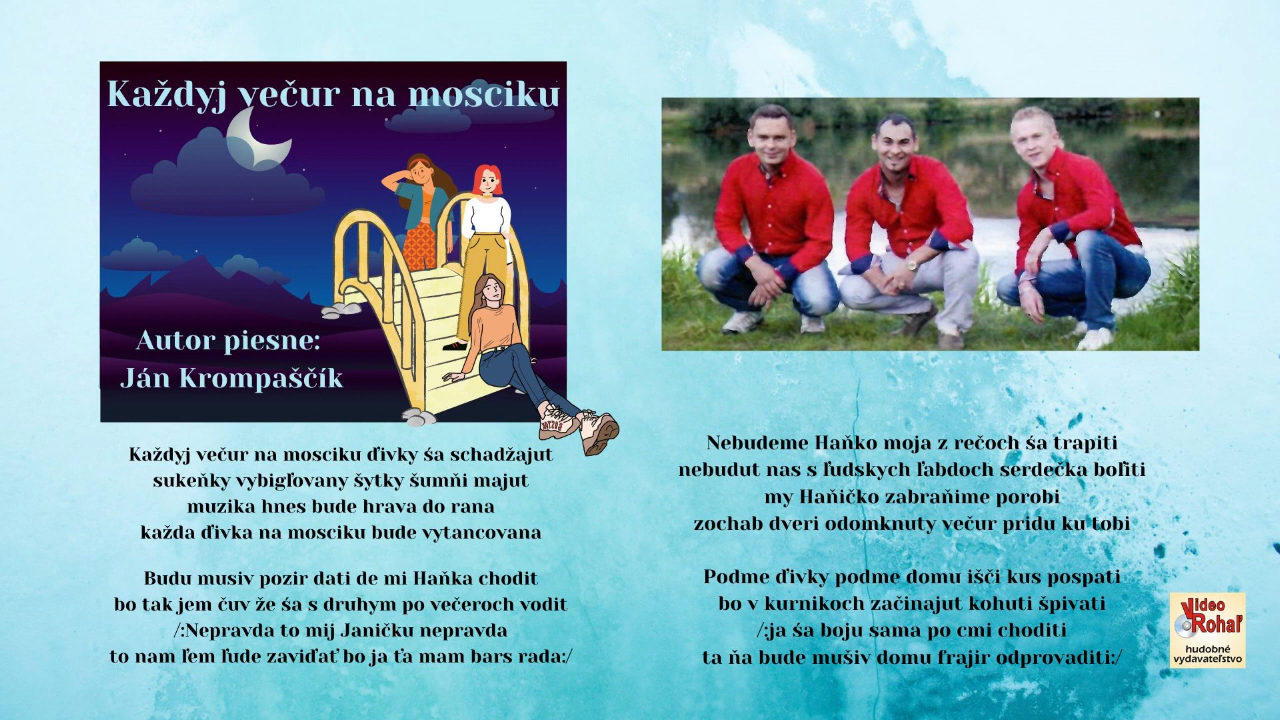 Každyj večur na mosciku
Autor piesne:
Ján Krompaščík
Každyj večur na mosciku ďivky śa schadžajut
sukeňky vybigľovany šytky šumňi majut
muzika hnes bude hrava do rana
každa ďivka na mosciku bude vytancovana
Budu musiv pozir dati de mi Haňka chodit
bo tak jem čuv že śa s druhym po večeroch vodit
/:Nepravda to mij Janičku nepravda
to nam ľem ľude zaviďať bo ja ťa mam bars rada:/
Nebudeme Haňko moja z rečoch śa trapiti
nebudut nas s ľudskych ľabdoch serdečka boľiti
my Haňičko zabraňime porobi
zochab dveri odomknuty večur pridu ku tobi
Podme ďivky podme domu išči kus pospati
bo v kurnikoch začinajut kohuti špivati
/:ja śa boju sama po cmi choditi
ta ňa bude mušiv domu frajir odprovaditi:/
Video
Rohaľ
hudobné
vydavateľstvo